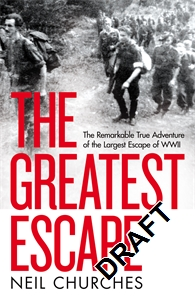 The Remarkable True Adventure
of the Largest Escape of WWII
THE
GREATEST
ESCAPE
DRAFT
NEIL CHURCHES